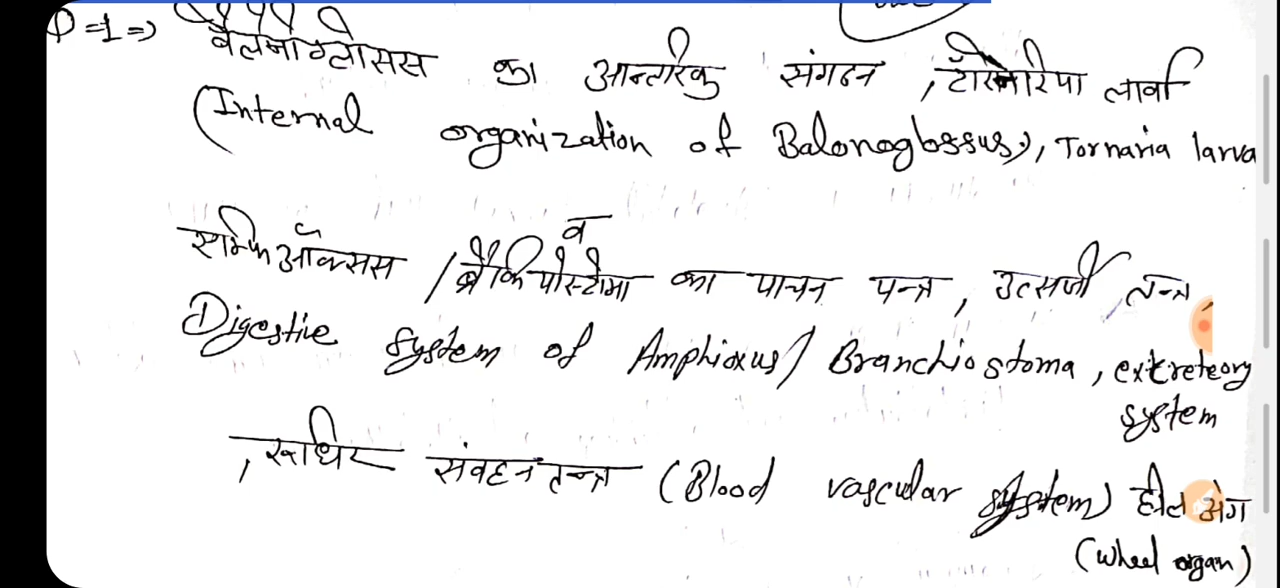 Q=1=) बैलेनोग्लोसस का आन्तरिक संगठन , टॉरनेरिया लार्वा
(Internal organization of Balonoglossus), Tornaria larva
व
एम्फिऑक्सस / ब्रैंकियोस्टोमा का पाचन तन्त्र , उत्सर्जी तन्त्र ,
Digestive system of Amphioxus/ Branchiostoma , extcreteory
system
, रूधिर संवहन तन्त्र (Blood vascular system) हील अंग
(wheel organ)